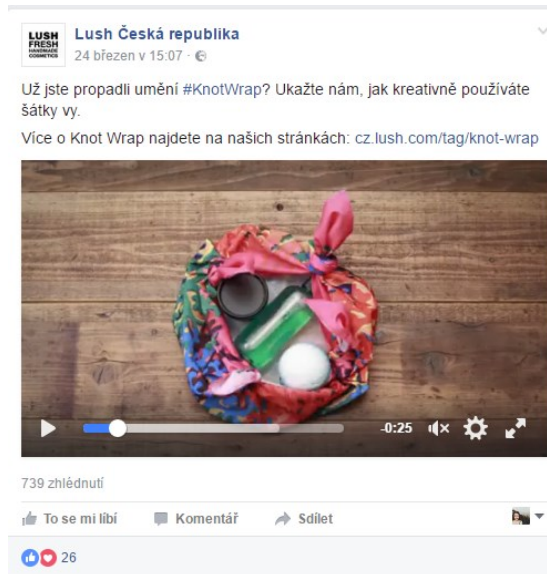 LUSH
FRESH
HANDMADE
COSMETICS
Lush Česká republika
24 březen v 15:07 ·
Už jste propadli umění #KnotWrap? Ukažte nám, jak kreativně používáte
šátky vy.
Více o Knot Wrap najdete na našich stránkách: cz.lush.com/tag/knot-wrap
-0:25
739 zhlédnutí
To se mi líbí Komentář Sdílet
26